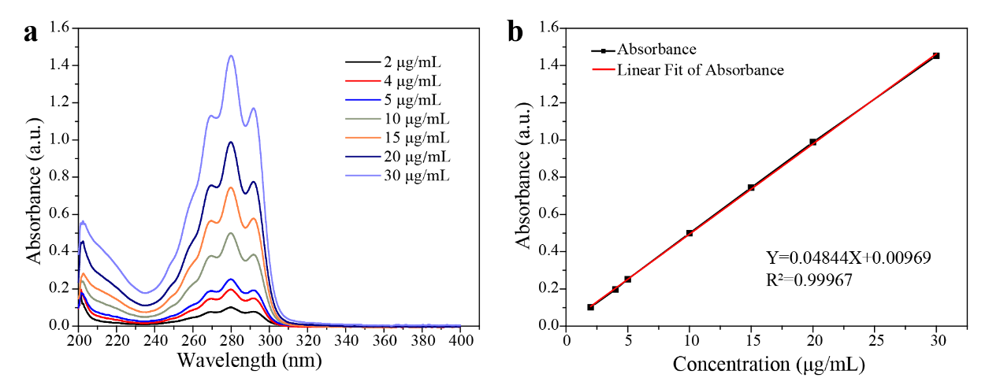 a
1.6
1.4
1.2
1.0
0.8
0.6
0.4
0.2
0.0
200 220 240 260 280 300 320 340 360 380 400
Absorbance (a.u.)
Wavelength (nm)
2 μg/mL
4 μg/mL
5 μg/mL
10 μg/mL
15 μg/mL
20 μg/mL
30 μg/mL
b
1.6
1.4
1.2
1.0
0.8
0.6
0.4
0.2
0.0
0 5 10 15 20 25 30
Absorbance (a.u.)
Concentration (μg/mL)
Absorbance
Linear Fit of Absorbance
Y=0.04844X+0.00969
R²=0.99967